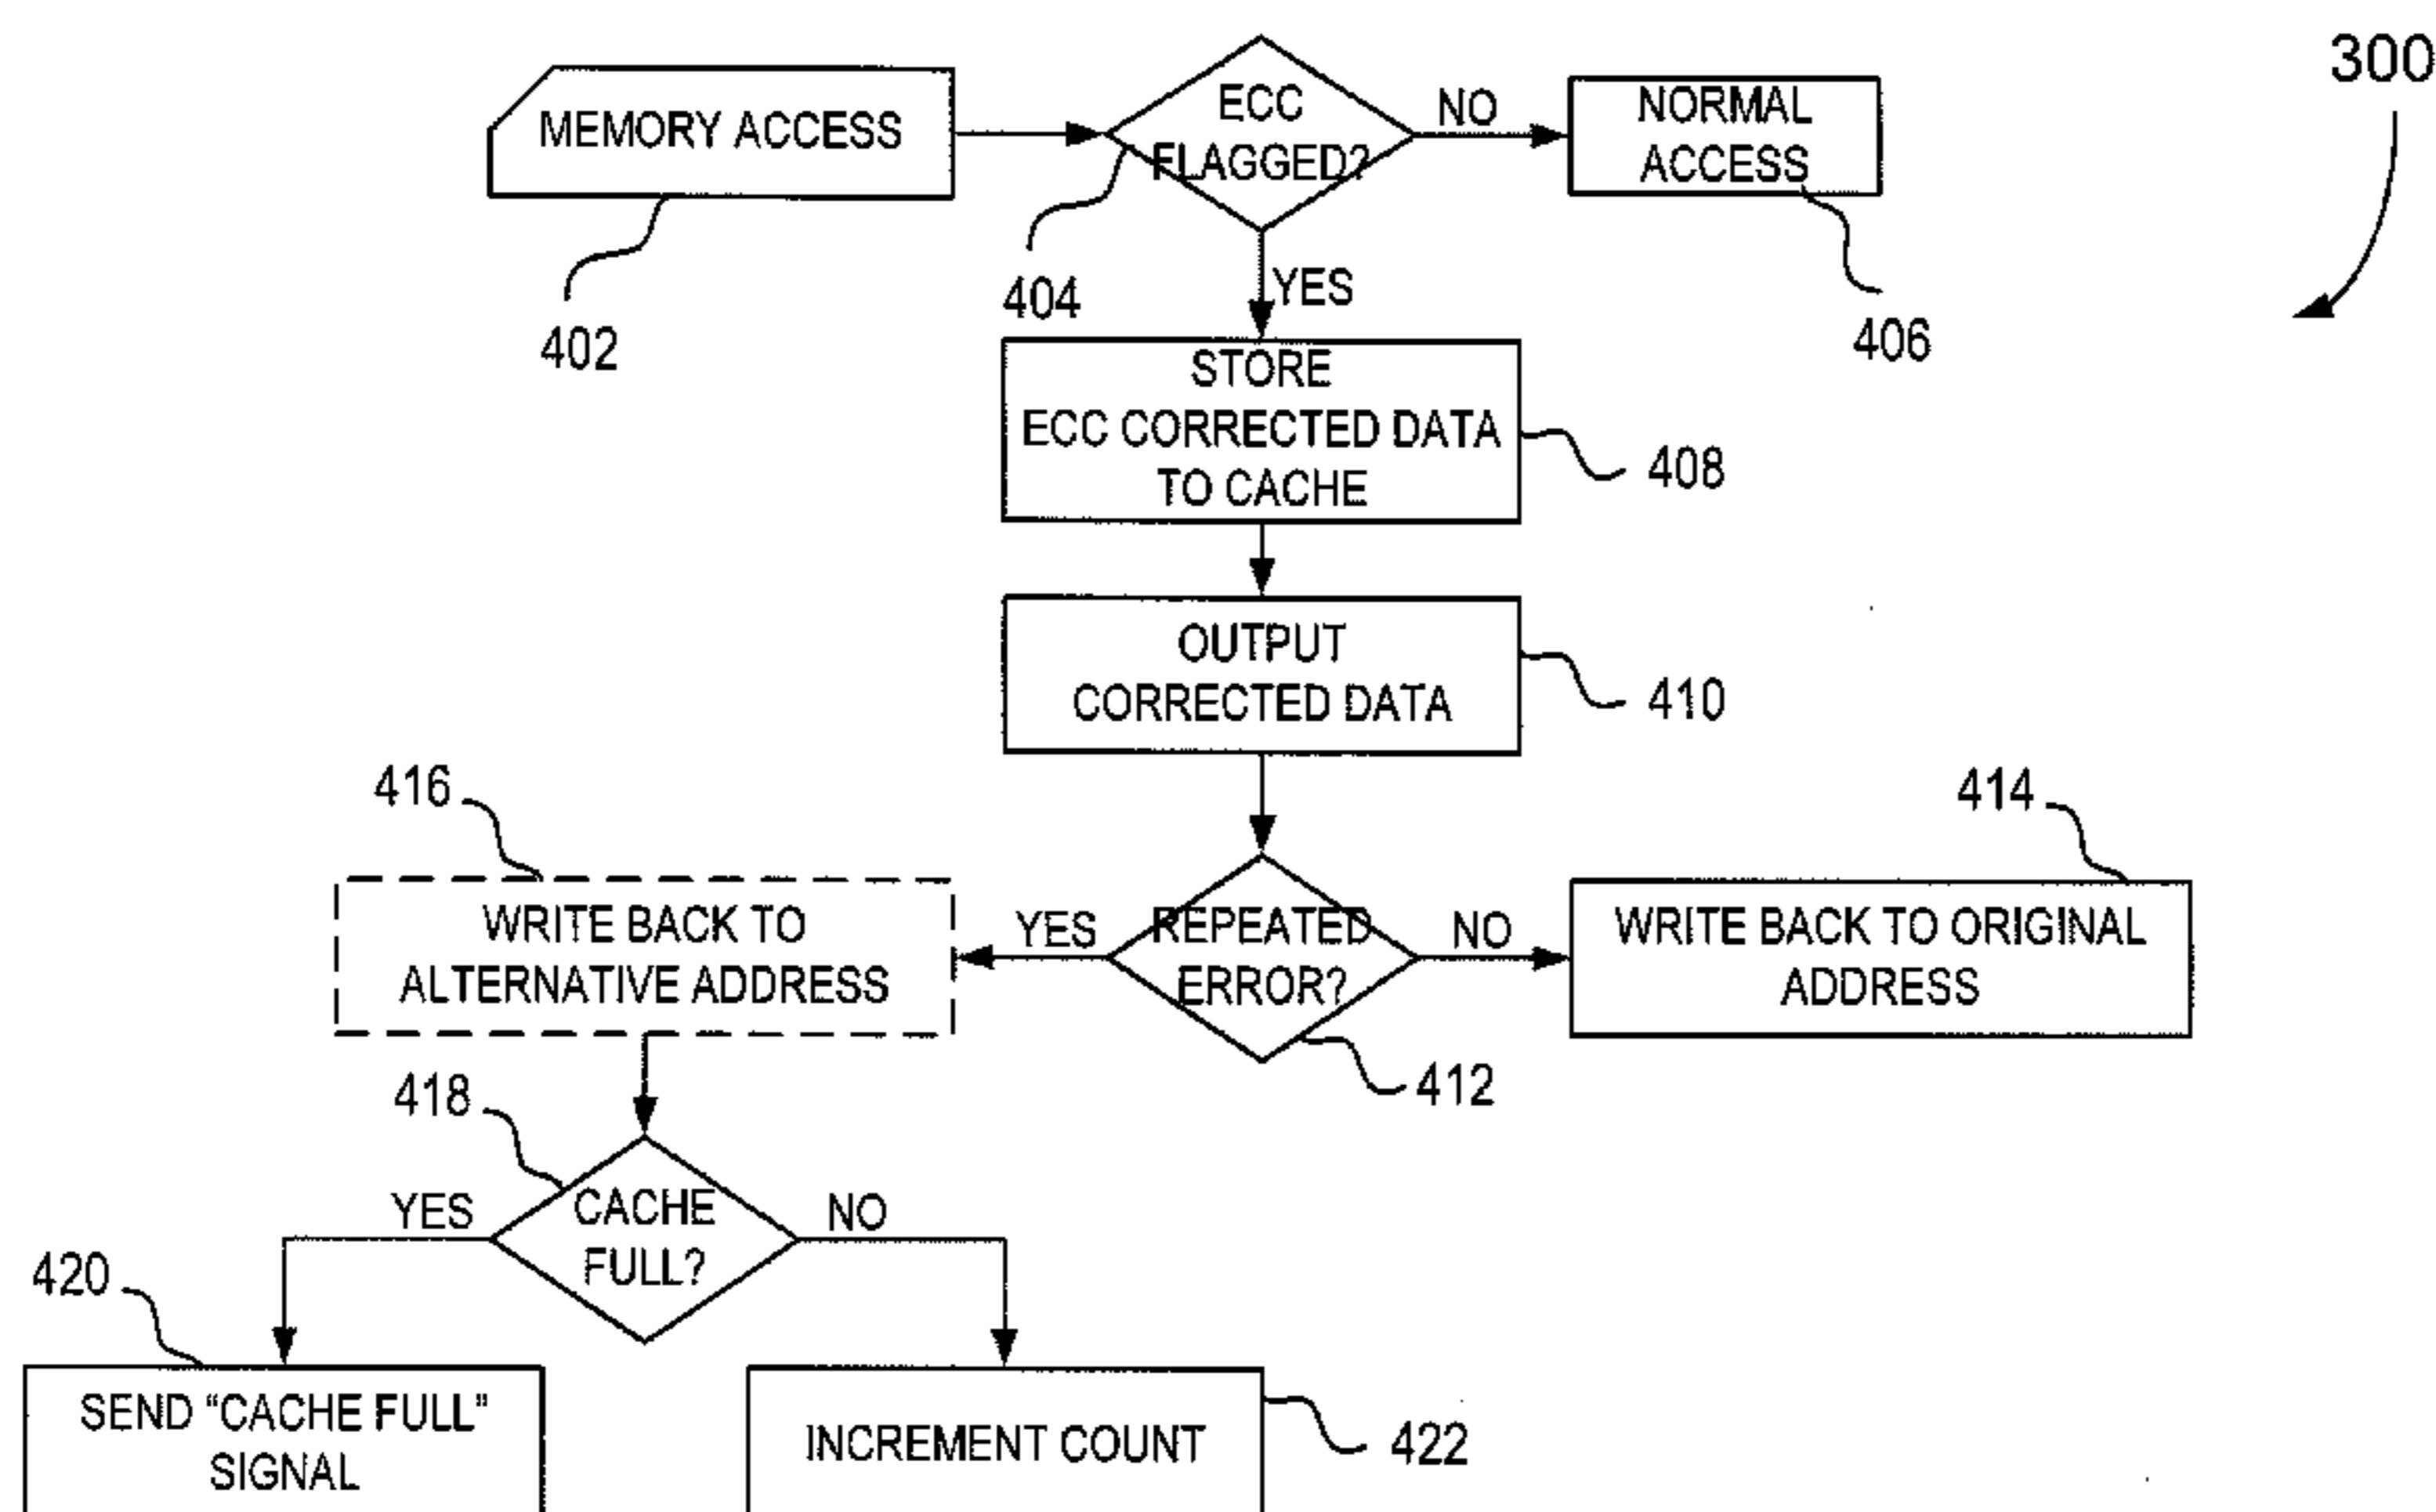 300
MEMORY ACCESS
402
ECC
FLAGGED?
404
NO
NORMAL
ACCESS
406
YES
STORE
ECC CORRECTED DATA
TO CACHE
408
OUTPUT
CORRECTED DATA
410
416
414
WRITE BACK TO
ALTERNATIVE ADDRESS
YES
REPEATED
ERROR?
NO
WRITE BACK TO ORIGINAL
ADDRESS
412
418
YES
CACHE
FULL?
NO
420
SEND “CACHE FULL”
SIGNAL
INCREMENT COUNT
422